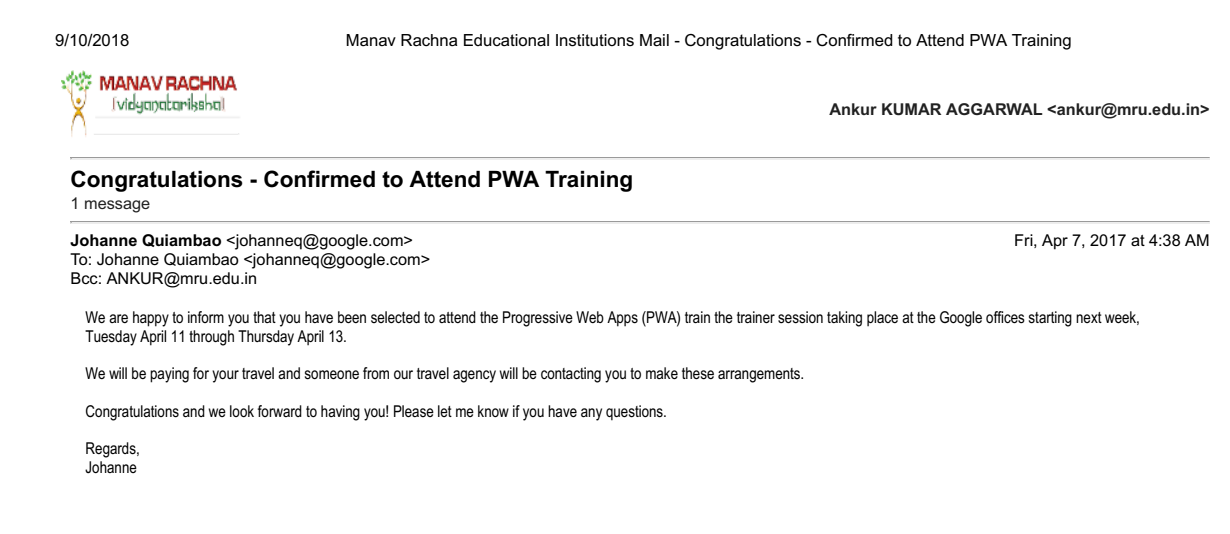 9/10/2018 Manav Rachna Educational Institutions Mail - Congratulations - Confirmed to Attend PWA Training
MANAV RACHNA
vidyanatariksha
Ankur KUMAR AGGARWAL <ankur@mru.edu.in>
Congratulations - Confirmed to Attend PWA Training
1 message
Johanne Quiambao <johanneq@google.com> Fri, Apr 7, 2017 at 4:38 AM
To: Johanne Quiambao <johanneq@google.com>
Bcc: ANKUR@mru.edu.in
We are happy to inform you that you have been selected to attend the Progressive Web Apps (PWA) train the trainer session taking place at the Google offices starting next week,
Tuesday April 11 through Thursday April 13.
We will be paying for your travel and someone from our travel agency will be contacting you to make these arrangements.
Congratulations and we look forward to having you! Please let me know if you have any questions.
Regards,
Johanne